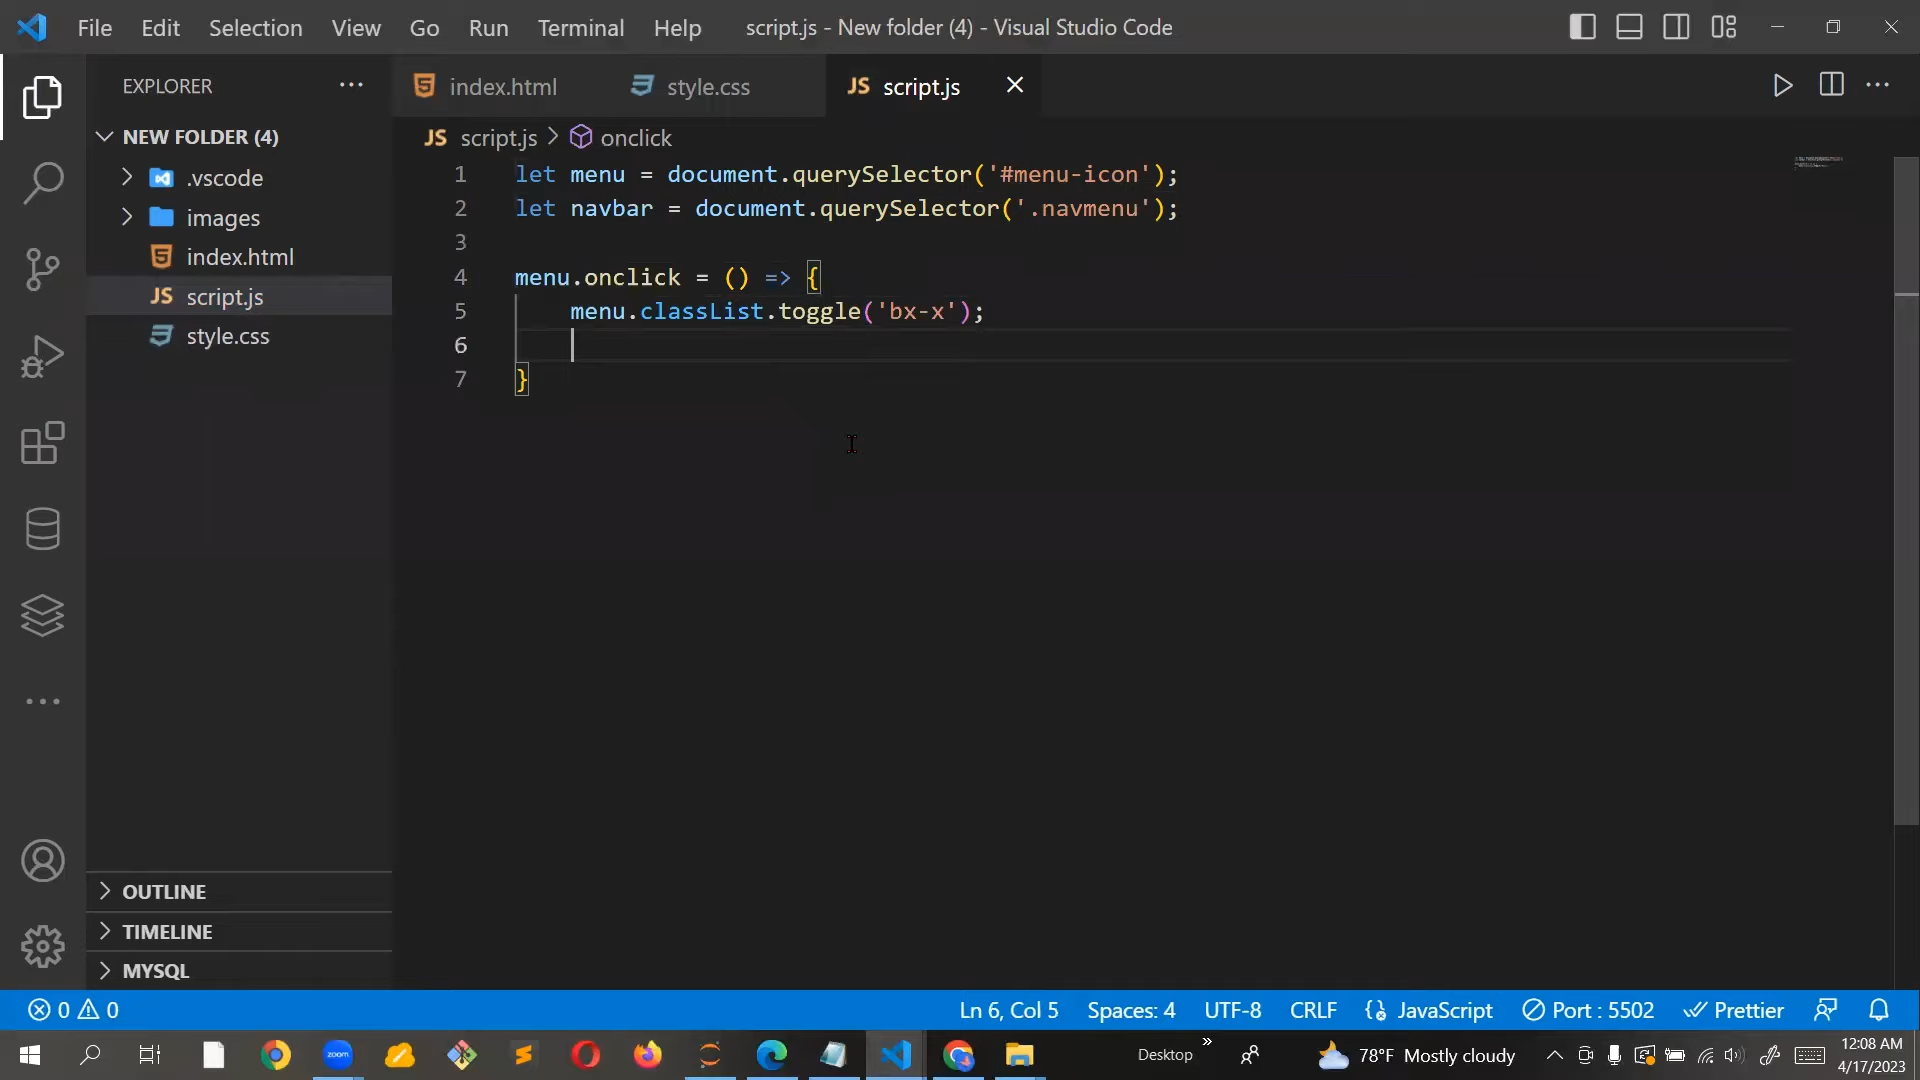 File Edit Selection View Go Run Terminal Help script.js - New folder (4) - Visual Studio Code
EXPLORER
index.html
style.css
JS script.js
NEW FOLDER (4)
JS script.js > onclick
.vscode
images
index.html
JS script.js
style.css
1 let menu = document.querySelector('#menu-icon');
2 let navbar = document.querySelector('.navmenu');
3
4 menu.onclick = () => {
5 menu.classList.toggle('bx-x');
6
7 }
OUTLINE
TIMELINE
MYSQL
0 0 Ln 6, Col 5 Spaces: 4 UTF-8 CRLF {} JavaScript Port : 5502 Prettier
zoom
Desktop
78°F Mostly cloudy
12:08 AM
4/17/2023